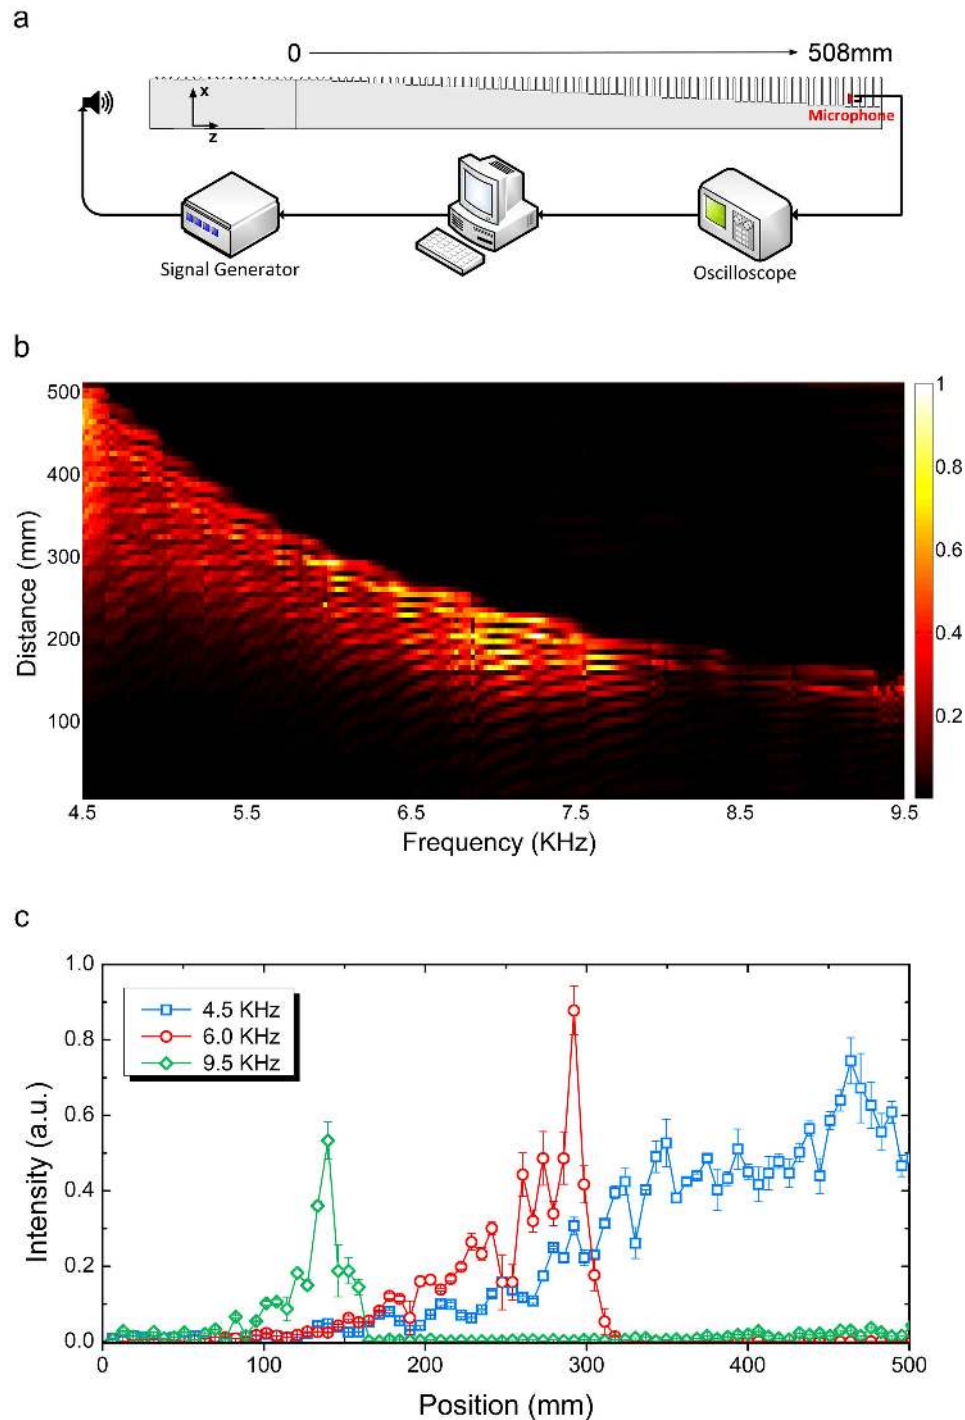 a
0 508mm
x
z
Microphone
Signal Generator
Oscilloscope
b
Distance (mm)
500
400
300
200
100
4.5 5.5 6.5 7.5 8.5 9.5
Frequency (KHz)
1
0.8
0.6
0.4
0.2
c
Intensity (a.u.)
1.0
0.8
0.6
0.4
0.2
0.0
4.5 KHz
6.0 KHz
9.5 KHz
0 100 200 300 400 500
Position (mm)